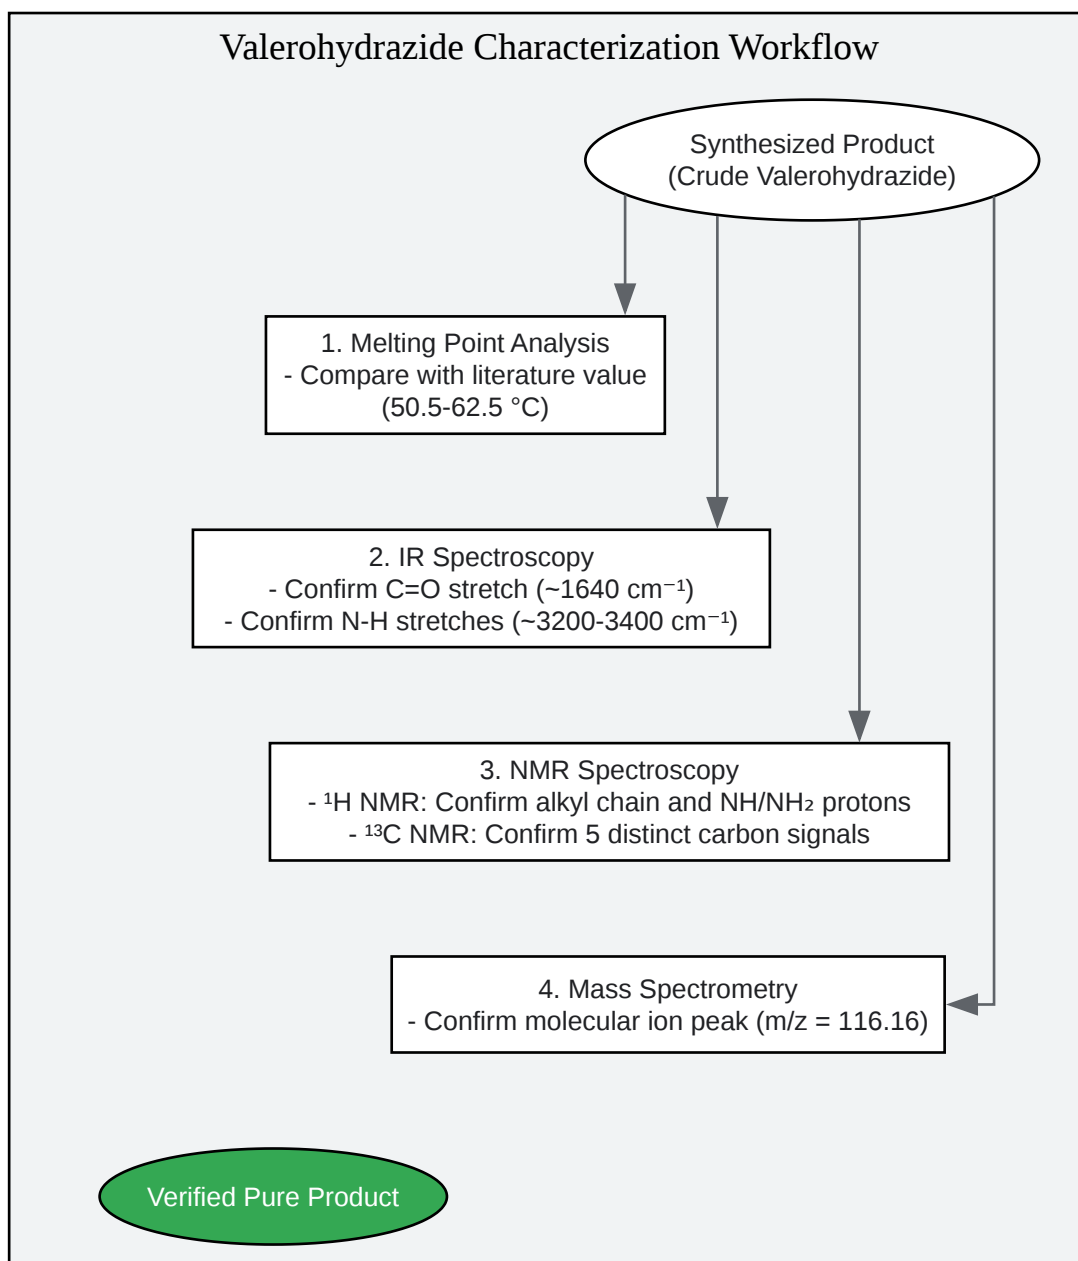 Valerohydrazide Characterization Workflow
Synthesized Product
(Crude Valerohydrazide)
1. Melting Point Analysis
- Compare with literature value
(50.5-62.5 °C)
2. IR Spectroscopy
- Confirm C=O stretch (~1640 cm⁻¹)
- Confirm N-H stretches (~3200-3400 cm⁻¹)
3. NMR Spectroscopy
- ¹H NMR: Confirm alkyl chain and NH/NH₂ protons
- ¹³C NMR: Confirm 5 distinct carbon signals
4. Mass Spectrometry
- Confirm molecular ion peak (m/z = 116.16)
Verified Pure Product